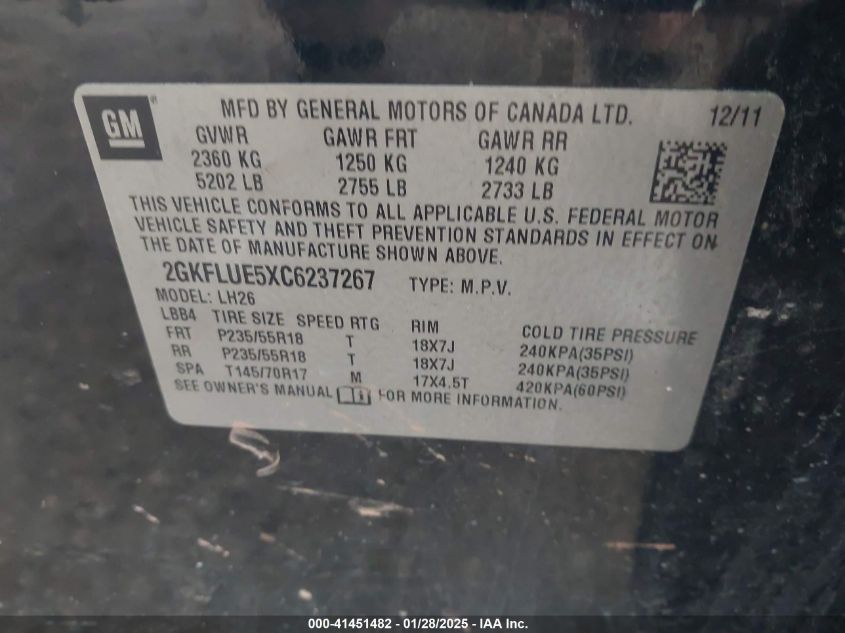 GM®
MFD BY GENERAL MOTORS OF CANADA LTD. 12/11
GVWR GAWR FRT GAWR RR
2360 KG 1250 KG 1240 KG
5202 LB 2755 LB 2733 LB
THIS VEHICLE CONFORMS TO ALL APPLICABLE U.S. FEDERAL MOTOR
VEHICLE SAFETY AND THEFT PREVENTION STANDARDS IN EFFECT ON
THE DATE OF MANUFACTURE SHOWN ABOVE.
2GKFLUE5XC6237267 TYPE: M.P.V.
MODEL: LH26
LBB4 TIRE SIZE SPEED RTG RIM COLD TIRE PRESSURE
FRT P235/55R18 T 18X7J 240KPA(35PSI)
RR P235/55R18 T 18X7J 240KPA(35PSI)
SPA T145/70R17 M 17X4.5T 420KPA(60PSI)
SEE OWNER'S MANUAL FOR MORE INFORMATION.
000-41451482 - 01/28/2025 - IAA Inc.